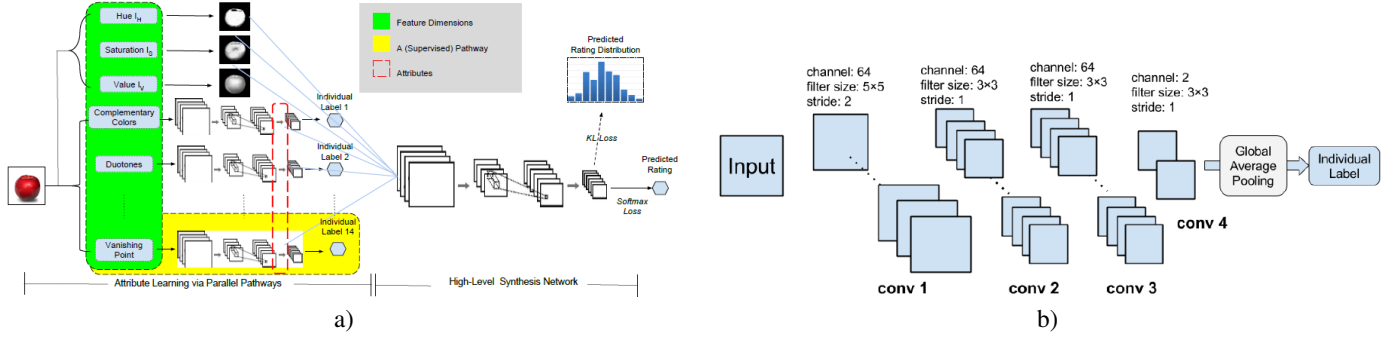 Hue I_H
Saturation I_S
Value I_V
Complementary
Colors
Duotones
Vanishing
Point
Feature Dimensions
A (Supervised) Pathway
Attributes
Individual
Label 1
Individual
Label 2
Individual
Label 14
Predicted
Rating Distribution
KL-Loss
Predicted
Rating
Softmax
Loss
Attribute Learning via Parallel Pathways
High-Level Synthesis Network
a)
Input
channel: 64
filter size: 5×5
stride: 2
conv 1
channel: 64
filter size: 3×3
stride: 1
conv 2
channel: 64
filter size: 3×3
stride: 1
conv 3
channel: 2
filter size: 3×3
stride: 1
conv 4
Global
Average
Pooling
Individual
Label
b)